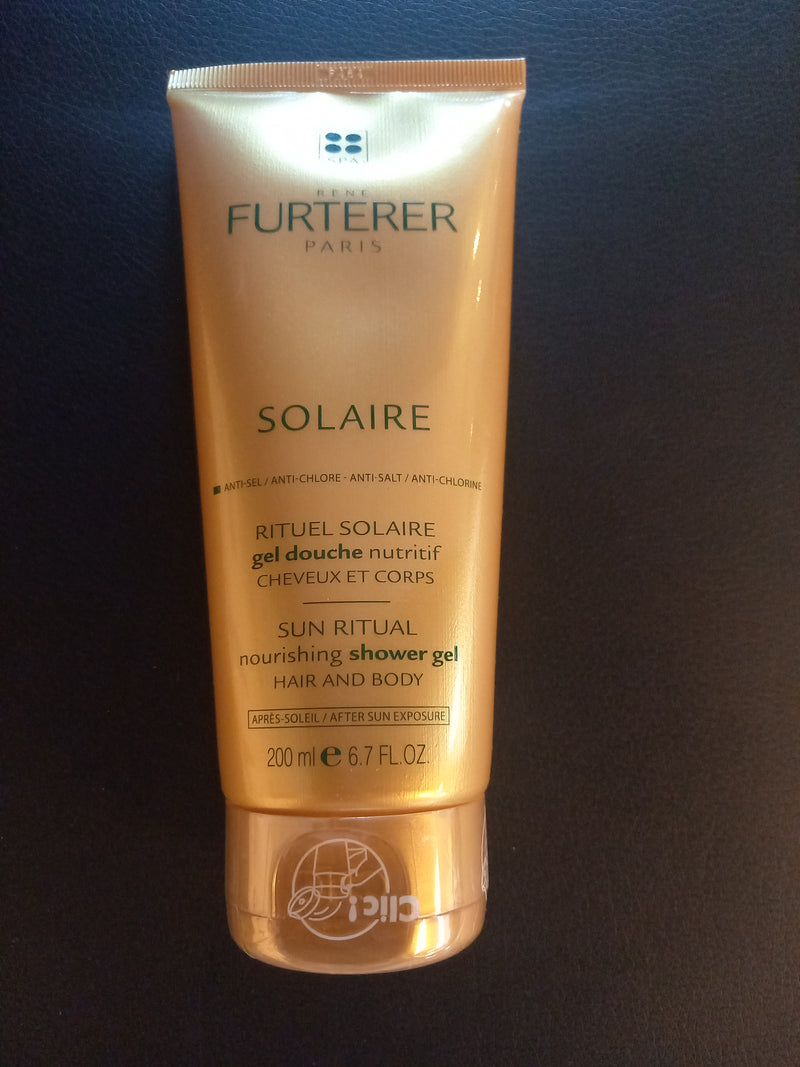 SPA
RENE
FURTERER
PARIS
SOLAIRE
ANTI-SEL / ANTI-CHLORE - ANTI-SALT / ANTI-CHLORINE
RITUEL SOLAIRE
gel douche nutritif
CHEVEUX ET CORPS
SUN RITUAL
nourishing shower gel
HAIR AND BODY
APRÈS-SOLEIL / AFTER SUN EXPOSURE
200 ml e 6.7 FL.OZ.
Clic!